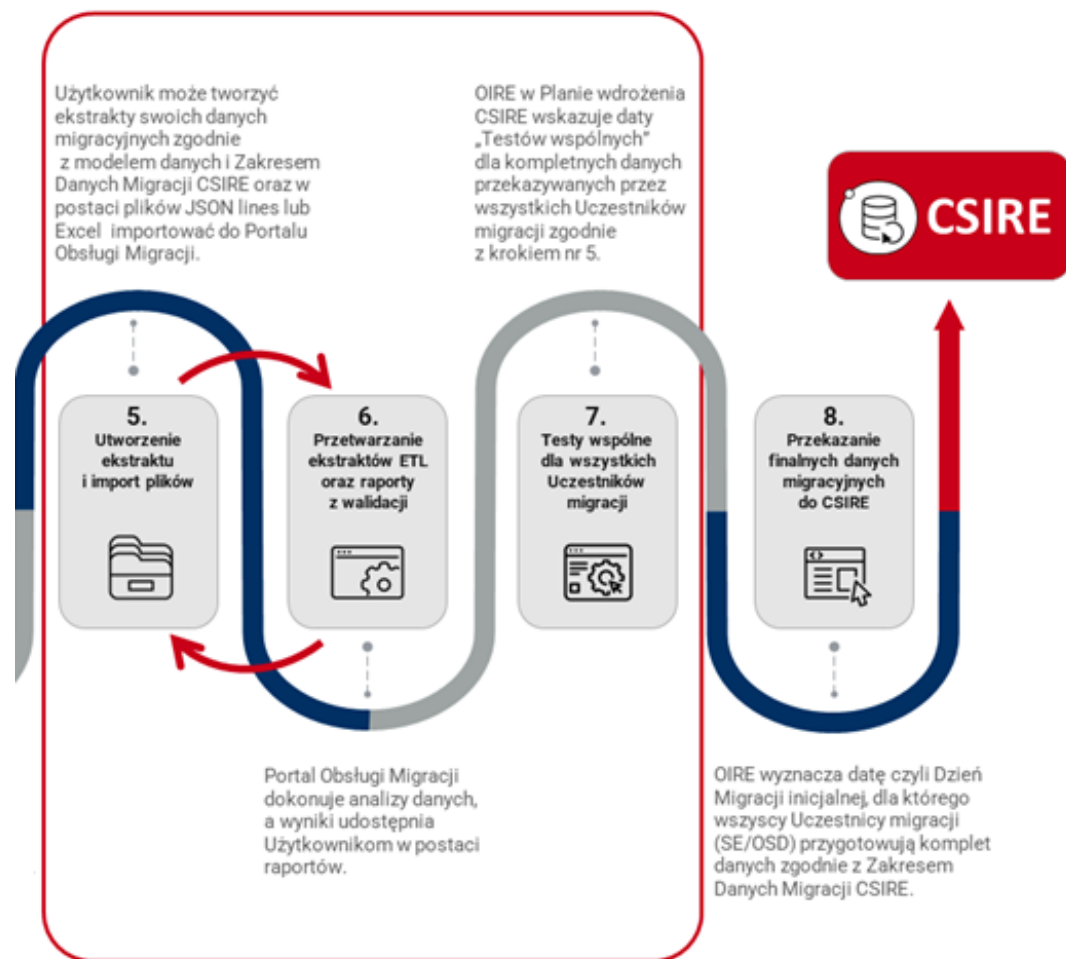 Użytkownik może tworzyć
ekstrakty swoich danych
migracyjnych zgodnie
z modelem danych i Zakresem
Danych Migracji CSIRE oraz w
postaci plików JSON lines lub
Excel importować do Portalu
Obsługi Migracji.
OIRE w Planie wdrożenia
CSIRE wskazuje daty
„Testów wspólnych”
dla kompletnych danych
przekazywanych przez
wszystkich Uczestników
migracji zgodnie
z krokiem nr 5.
CSIRE
5.
Utworzenie
ekstraktu
i import plików
6.
Przetwarzanie
ekstraktów ETL
oraz raporty
z walidacji
7.
Testy wspólne
dla wszystkich
Uczestników
migracji
8.
Przekazanie
finalnych danych
migracyjnych
do CSIRE
Portal Obsługi Migracji
dokonuje analizy danych,
a wyniki udostępnia
Użytkownikom w postaci
raportów.
OIRE wyznacza datę czyli Dzień
Migracji inicjalnej, dla którego
wszyscy Uczestnicy migracji
(SE/OSD) przygotowują komplet
danych zgodnie z Zakresem
Danych Migracji CSIRE.